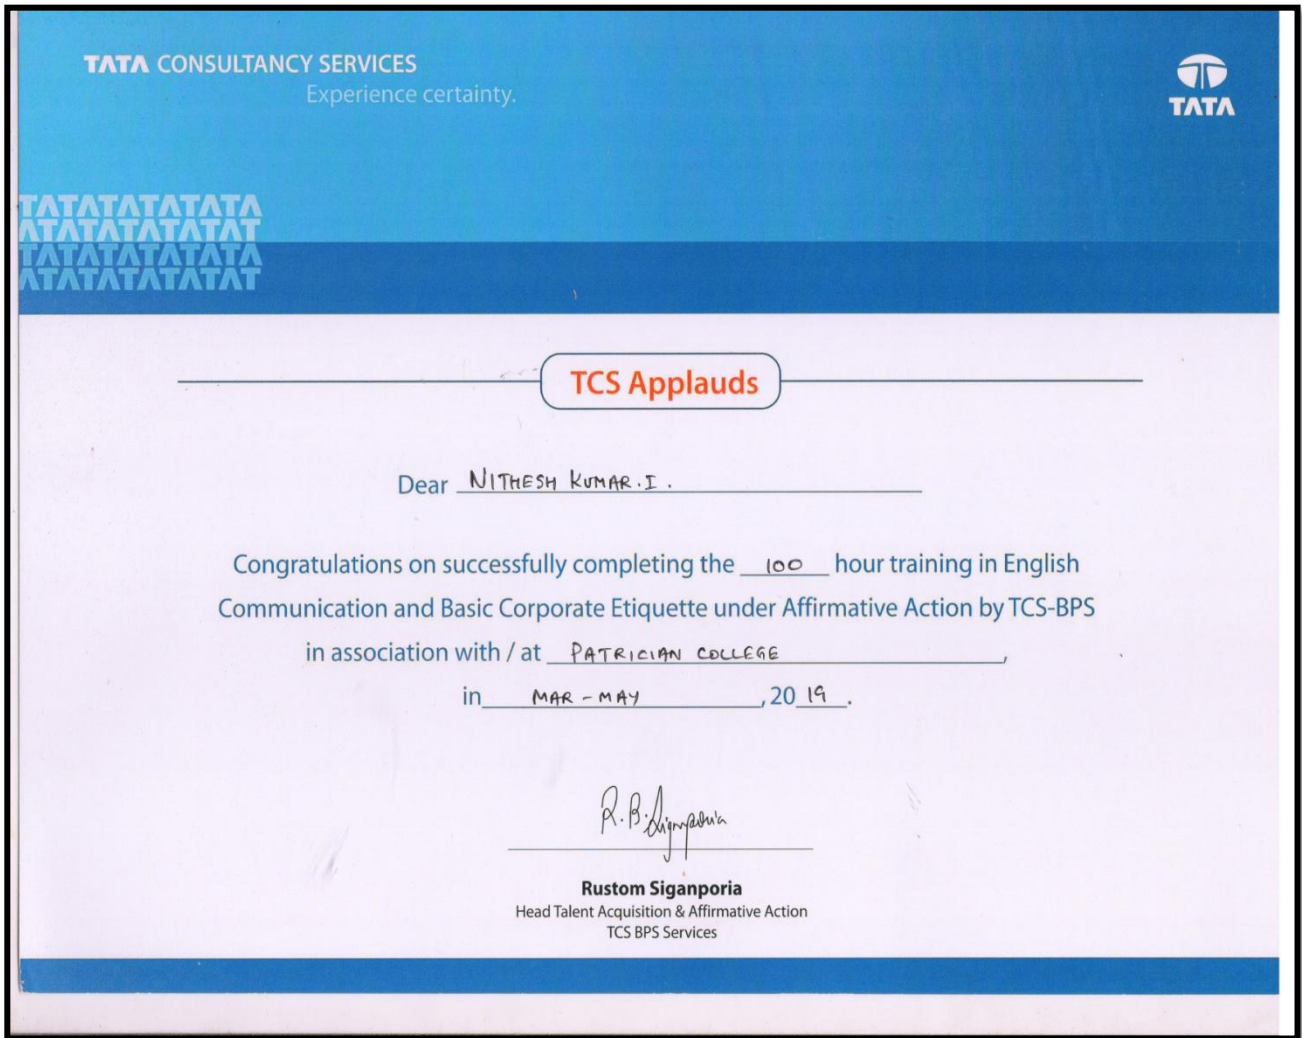 TATA CONSULTANCY SERVICES
Experience certainty.
TATA
TATATATATATA
ATATATATATAT
TATATATATATA
ATATATATATAT
TCS Applauds
Dear NITHESH KUMAR.I.
Congratulations on successfully completing the 100 hour training in English
Communication and Basic Corporate Etiquette under Affirmative Action by TCS-BPS
in association with / at PATRICIAN COLLEGE,
in MAR - MAY, 2019.
R.B.Siganporia
Rustom Siganporia
Head Talent Acquisition & Affirmative Action
TCS BPS Services